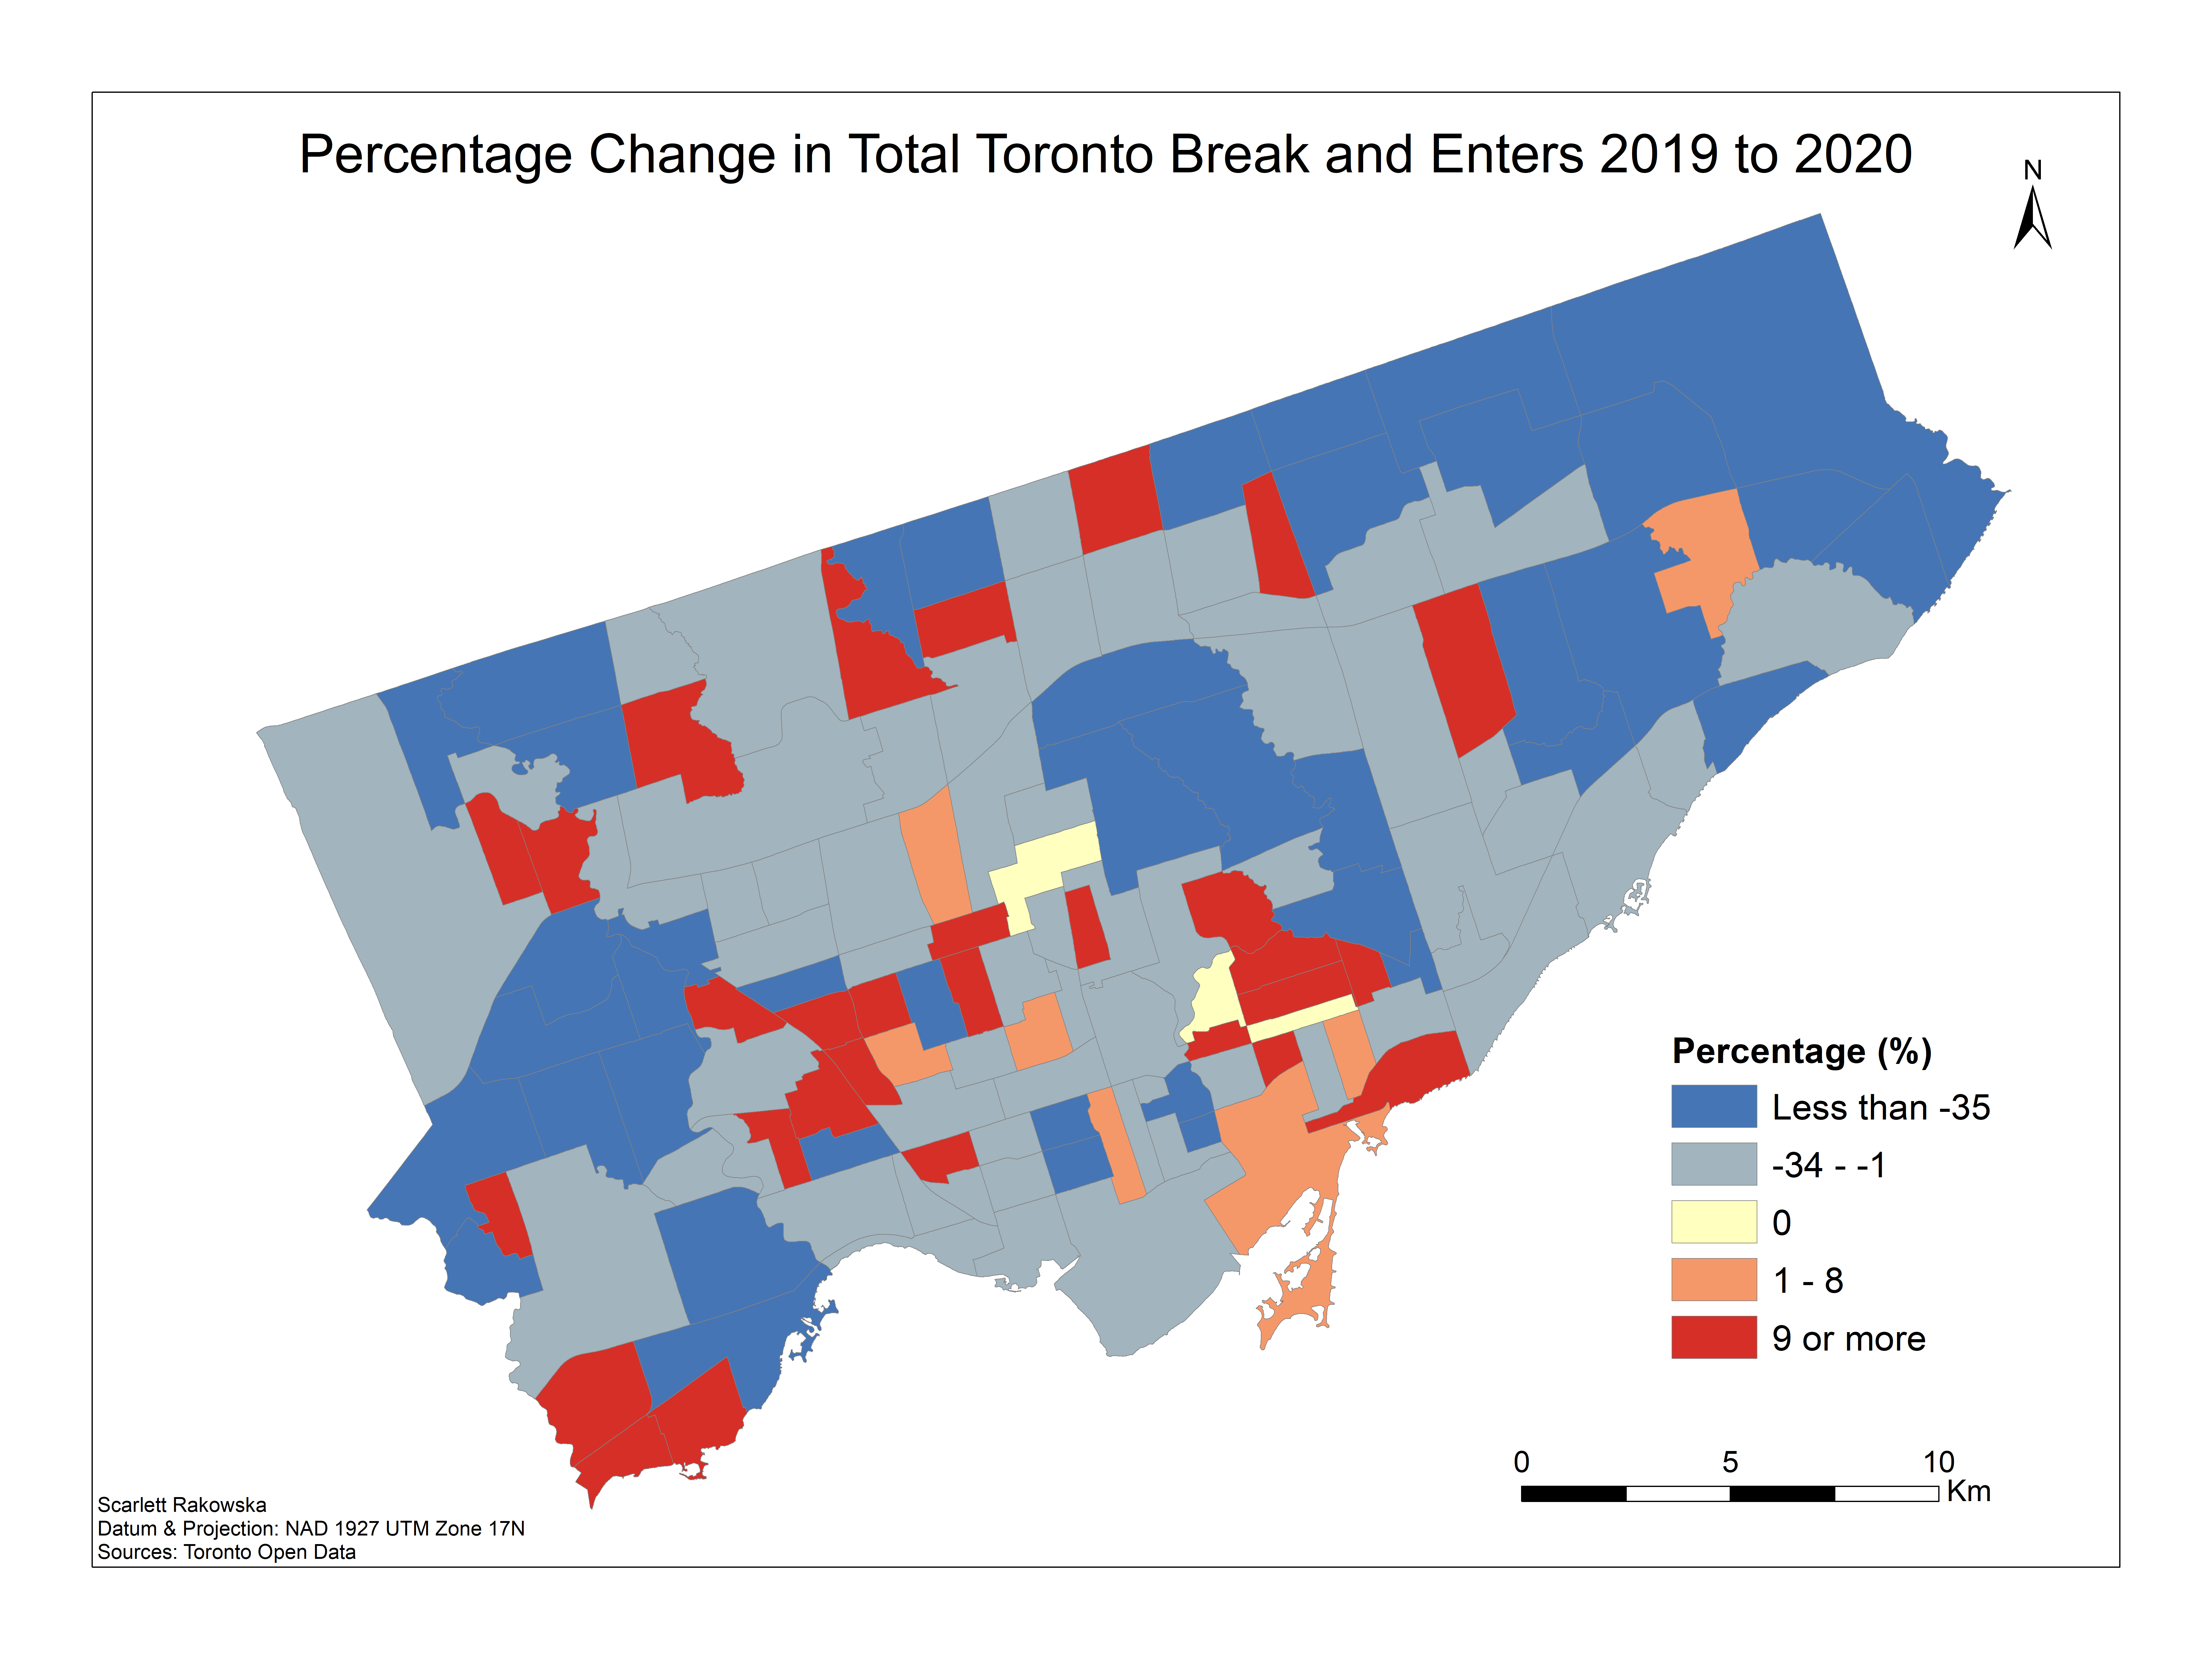 Percentage Change in Total Toronto Break and Enters 2019 to 2020
N
Percentage (%)
Less than -35
-34 - -1
0
1 - 8
9 or more
0 5 10
Km
Scarlett Rakowska
Datum & Projection: NAD 1927 UTM Zone 17N
Sources: Toronto Open Data